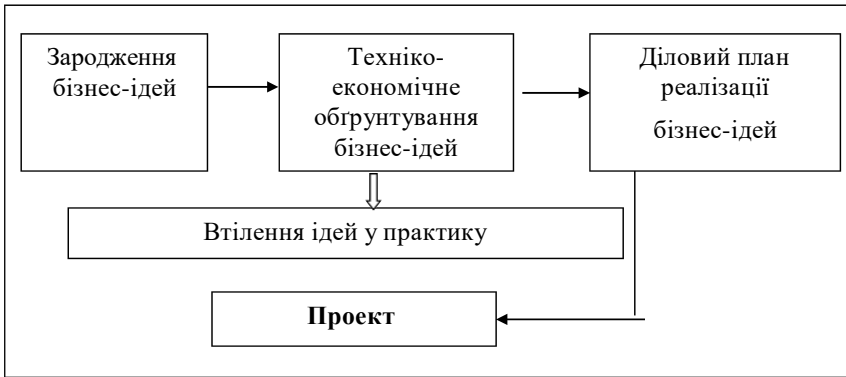 Зародження
бізнес-ідей
Техніко-
економічне
обґрунтування
бізнес-ідей
Діловий план
реалізації
бізнес-ідей
Втілення ідей у практику
Проект